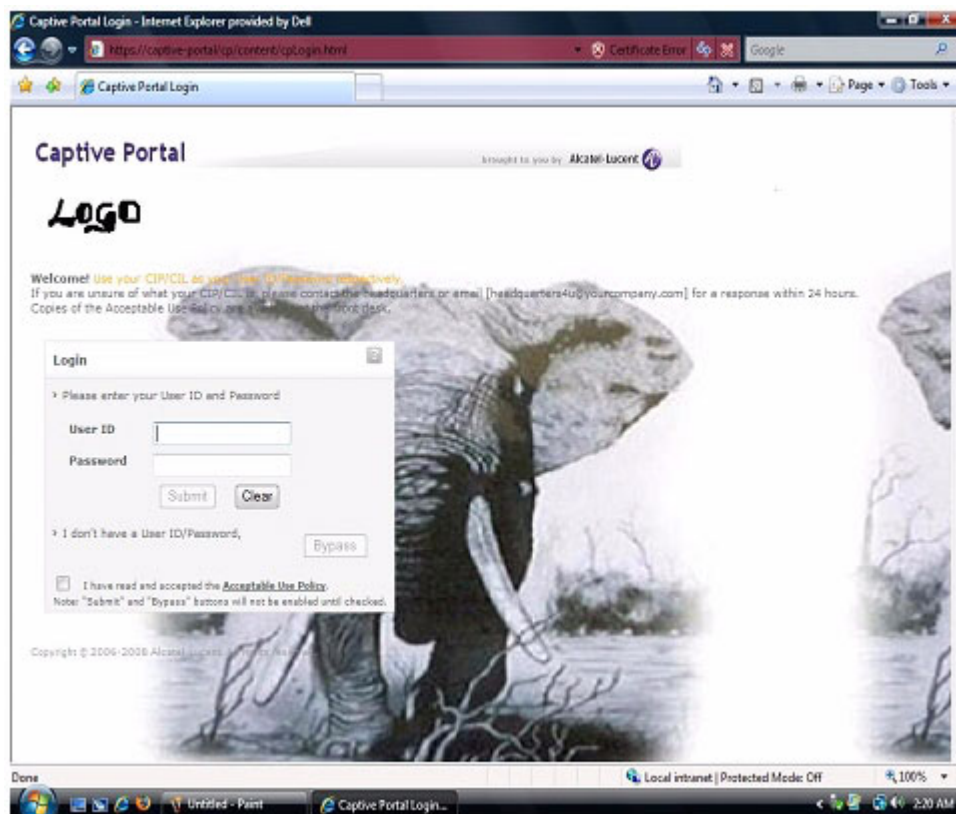 Captive Portal Login - Internet Explorer provided by Dell
https://captive-portal/cp/content/cpLogin.html
Certificate Error
Google
Captive Portal Login
Page
Tools
Captive Portal
brought to you by Alcatel-Lucent
LOGO
Welcome! Use your CIP/CIL as your User ID/Password respectively.
If you are unsure of what your CIP/CIL is, please contact the headquarters or email [headquarters4u@yourcompany.com] for a response within 24 hours.
Copies of the Acceptable Use Policy are available at the front desk.
Login
?
> Please enter your User ID and Password
User ID
Password
Submit
Clear
> I don't have a User ID/Password,
Bypass
I have read and accepted the Acceptable Use Policy.
Note: "Submit" and "Bypass" buttons will not be enabled until checked.
Copyright © 2006-2008 Alcatel-Lucent. All rights reserved.
Done
Local intranet | Protected Mode: Off
100%
Untitled - Paint
Captive Portal Login...
2:20 AM